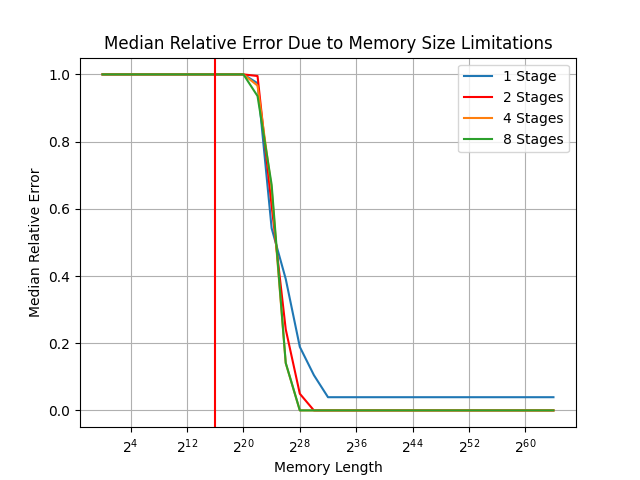 Median Relative Error Due to Memory Size Limitations
1 Stage
2 Stages
4 Stages
8 Stages
Median Relative Error
1.0
0.8
0.6
0.4
0.2
0.0
2^4 2^12 2^20 2^28 2^36 2^44 2^52 2^60
Memory Length